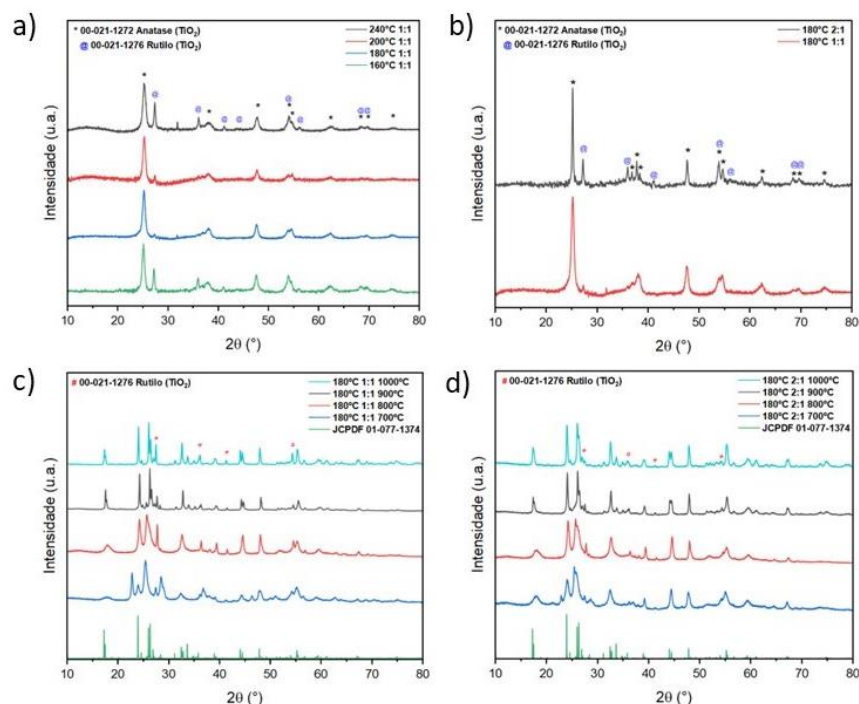 a)
* 00-021-1272 Anatase (TiO₂)
@ 00-021-1276 Rutilo (TiO₂)
240°C 1:1
200°C 1:1
180°C 1:1
160°C 1:1
* @ @ * @ @ * @ * * @ * @ @ * * *
Intensidade (u.a.)
10 20 30 40 50 60 70 80
2θ (°)
b)
* 00-021-1272 Anatase (TiO₂)
@ 00-021-1276 Rutilo (TiO₂)
180°C 2:1
180°C 1:1
* @ @ * * * @ * @ * * @ * @ @ * * *
Intensidade (u.a.)
10 20 30 40 50 60 70 80
2θ (°)
c)
# 00-021-1276 Rutilo (TiO₂)
180°C 1:1 1000°C
180°C 1:1 900°C
180°C 1:1 800°C
180°C 1:1 700°C
JCPDF 01-077-1374
# # # #
Intensidade (u.a.)
10 20 30 40 50 60 70 80
2θ (°)
d)
# 00-021-1276 Rutilo (TiO₂)
180°C 2:1 1000°C
180°C 2:1 900°C
180°C 2:1 800°C
180°C 2:1 700°C
JCPDF 01-077-1374
# # # #
Intensidade (u.a.)
10 20 30 40 50 60 70 80
2θ (°)